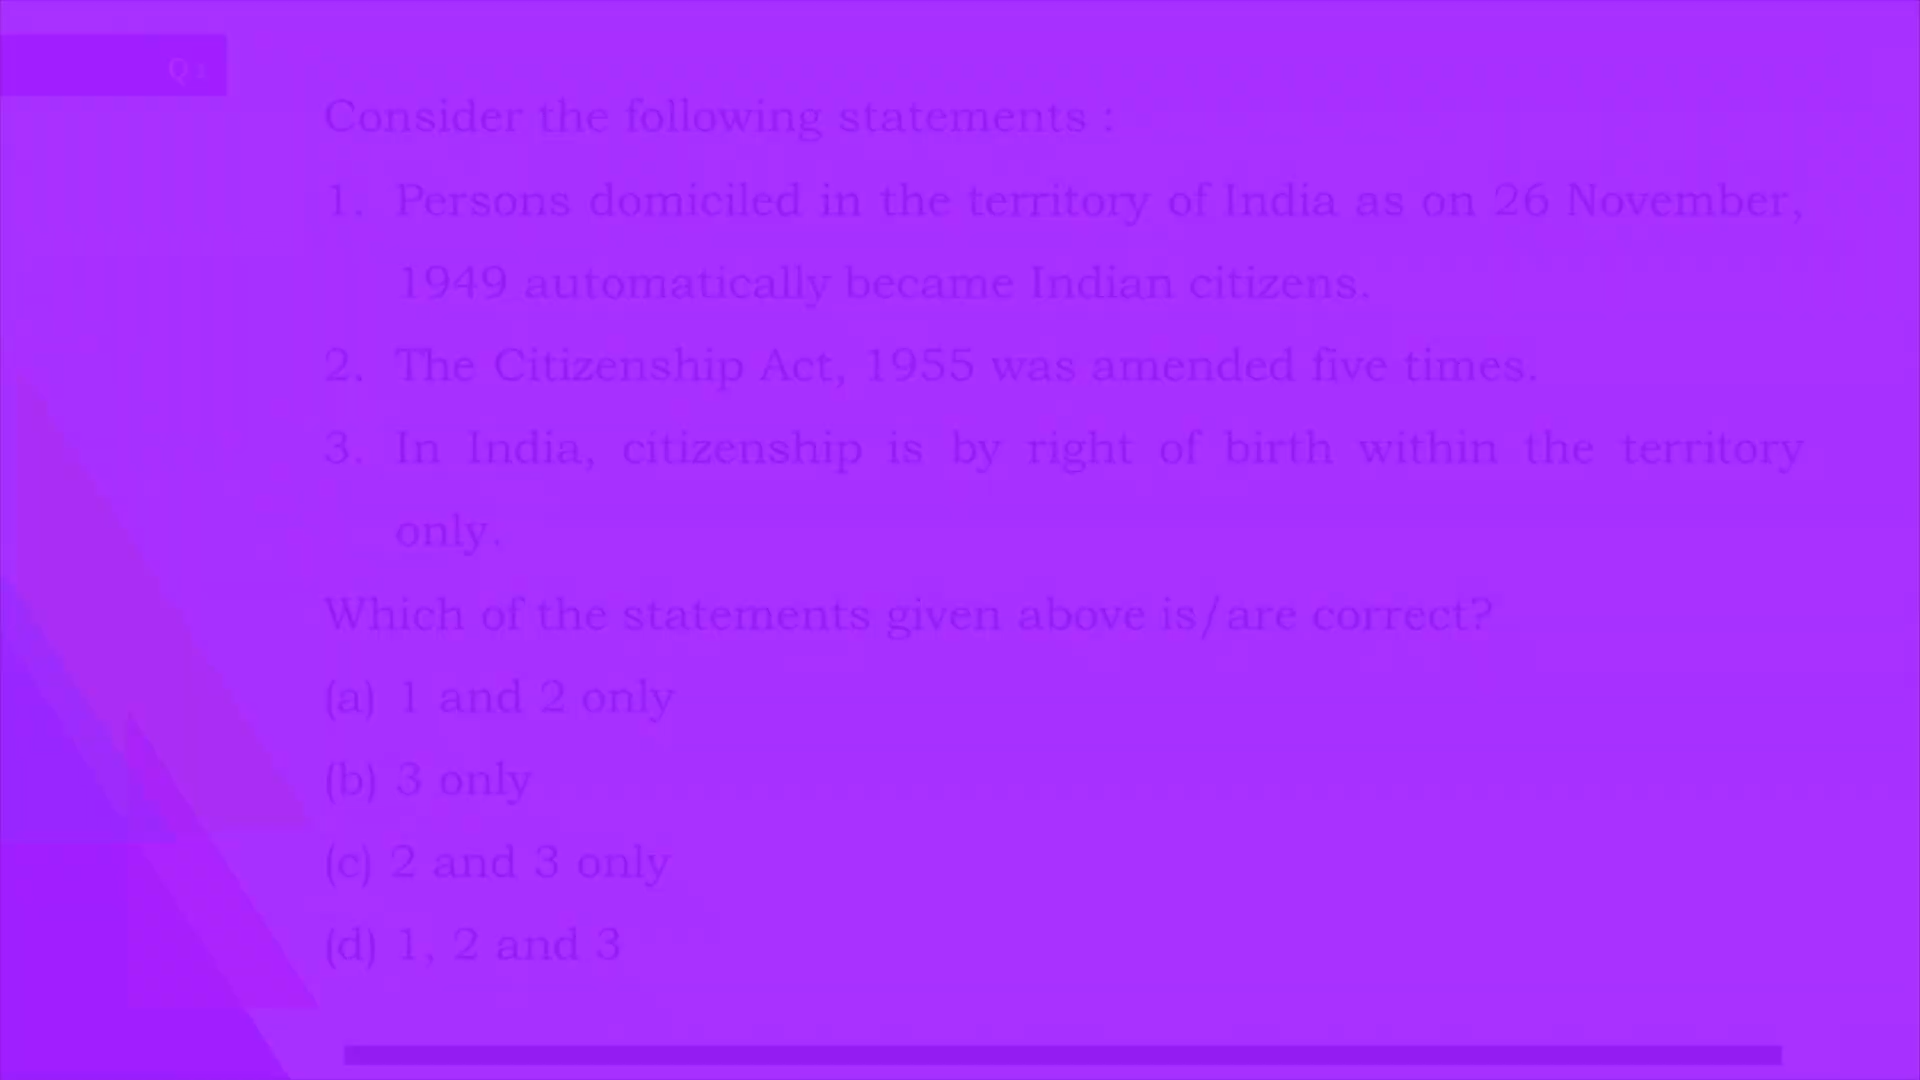 Q
Consider the following statements :
1. Persons domiciled in the territory of India as on 26 November,
1949 automatically became Indian citizens.
2. The Citizenship Act, 1955 was amended five times.
3. In India, citizenship is by right of birth within the territory
only.
Which of the statements given above is/are correct?
(a) 1 and 2 only
(b) 3 only
(c) 2 and 3 only
(d) 1, 2 and 3